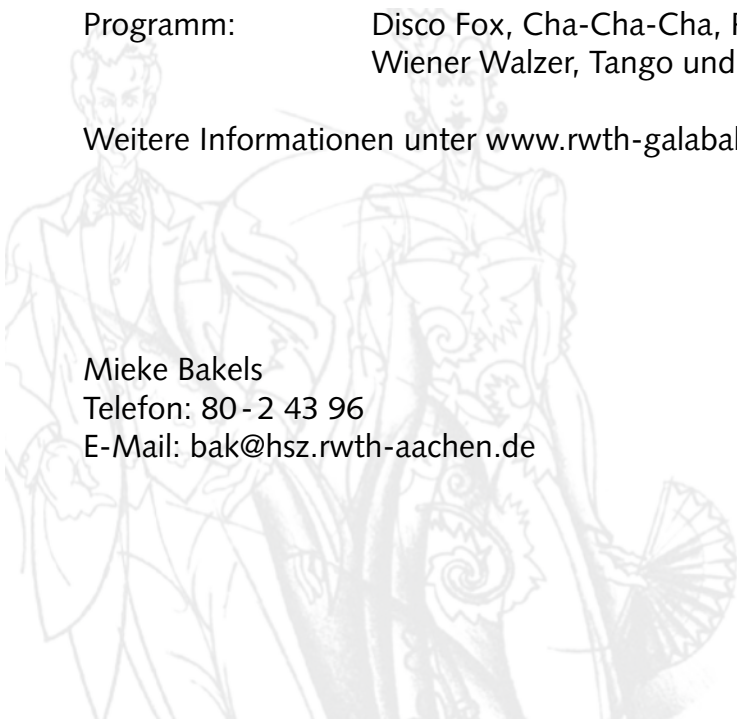 Programm: Disco Fox, Cha-Cha-Cha,
Wiener Walzer, Tango und
Weitere Informationen unter
Mieke Bakels
Telefon: 80-2 43 96
E-Mail: bak@hsz.rwth-aachen.de